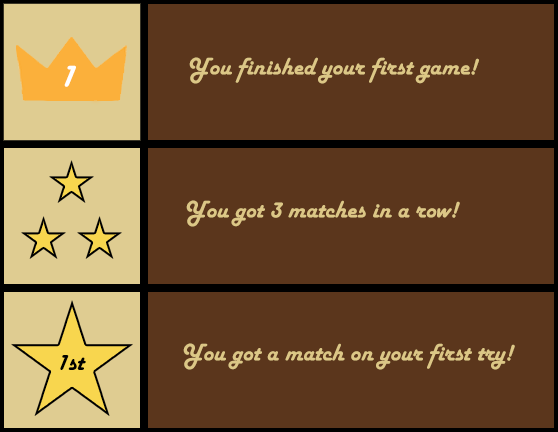 1
You finished your first game!
You got 3 matches in a row!
1st
You got a match on your first try!